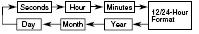 Seconds Hour Minutes 12/24-Hour
Format
Day Month Year